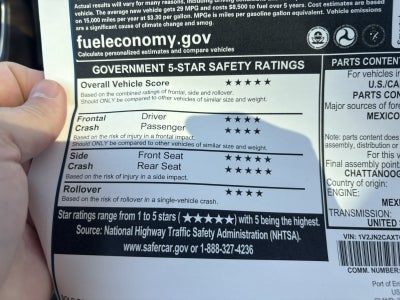 Actual results will vary for many reasons, including driving
vehicle. The average new vehicle gets 29 MPG and costs $8,500 to fuel over 5 years. Cost estimates are based
on 15,000 miles per year at $3.30 per gallon. MPGe is miles per gasoline gallon equivalent. Vehicle emissions
are a significant cause of climate change and smog.
fueleconomy.gov
Calculate personalized estimates and compare vehicles
GOVERNMENT 5-STAR SAFETY RATINGS
Overall Vehicle Score ★★★★★
Based on the combined ratings of frontal, side and rollover.
Should ONLY be compared to other vehicles of similar size and weight.
Frontal Driver ★★★★
Crash Passenger ★★★★
Based on the risk of injury in a frontal impact.
Should ONLY be compared to other vehicles of similar size and weight.
Side Front Seat ★★★★★
Crash Rear Seat ★★★★★
Based on the risk of injury in a side impact.
Rollover ★★★★
Based on the risk of rollover in a single-vehicle crash.
Star ratings range from 1 to 5 stars (★★★★★) with 5 being the highest.
Source: National Highway Traffic Safety Administration (NHTSA).
www.safercar.gov or 1-888-327-4236
PARTS CONTEN
For vehicles in
U.S./CA
PARTS CON
Major sources of fore
MEXICO
Note: parts content does
assembly, distribution or
For this vehicle:
Final assembly point
CHATTANOOG
Country of origin:
ENGINE:
MEXI
TRANSMISSION:
UNITED S
VIN: 1V2JN2CAXT
COMM. NUMBER:
Port of En